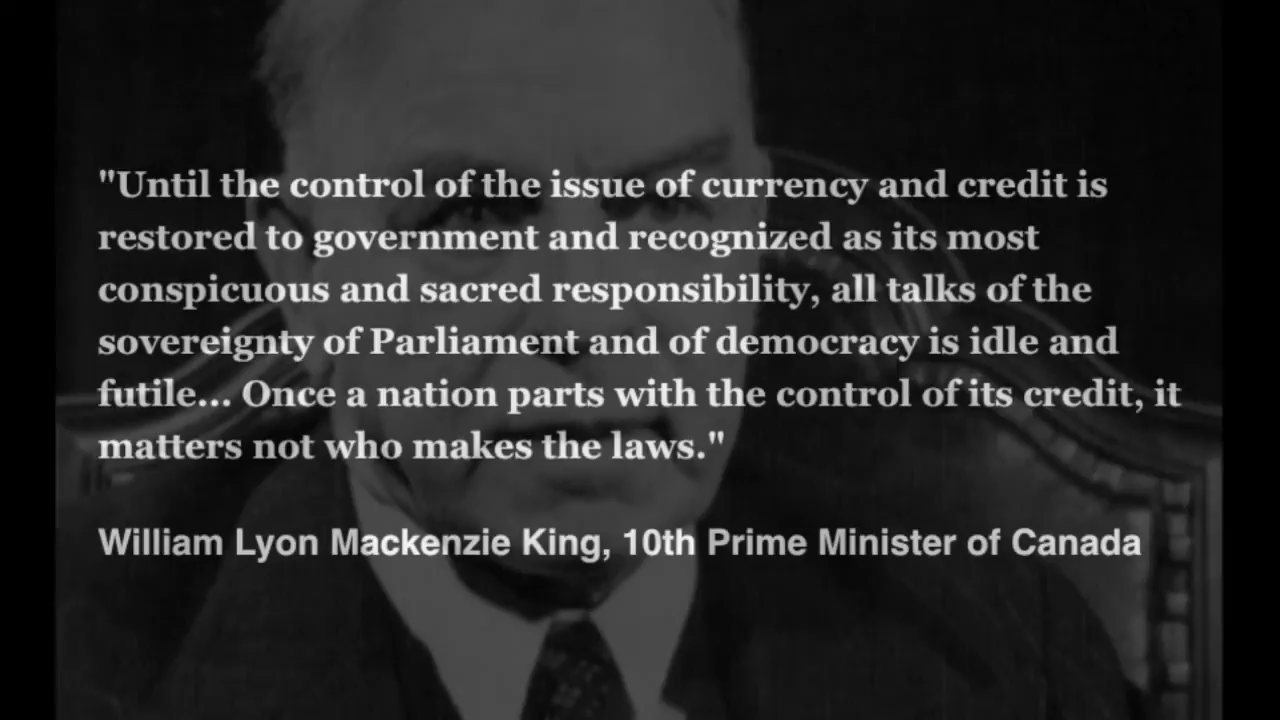 "Until the control of the issue of currency and credit is
restored to government and recognized as its most
conspicuous and sacred responsibility, all talks of the
sovereignty of Parliament and of democracy is idle and
futile... Once a nation parts with the control of its credit, it
matters not who makes the laws."
William Lyon Mackenzie King, 10th Prime Minister of Canada